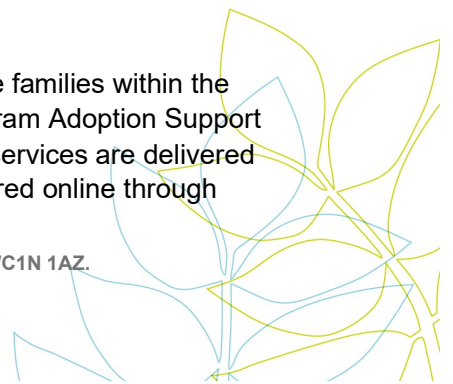 families within the
ram Adoption Support
services are delivered
red online through
C1N 1AZ.